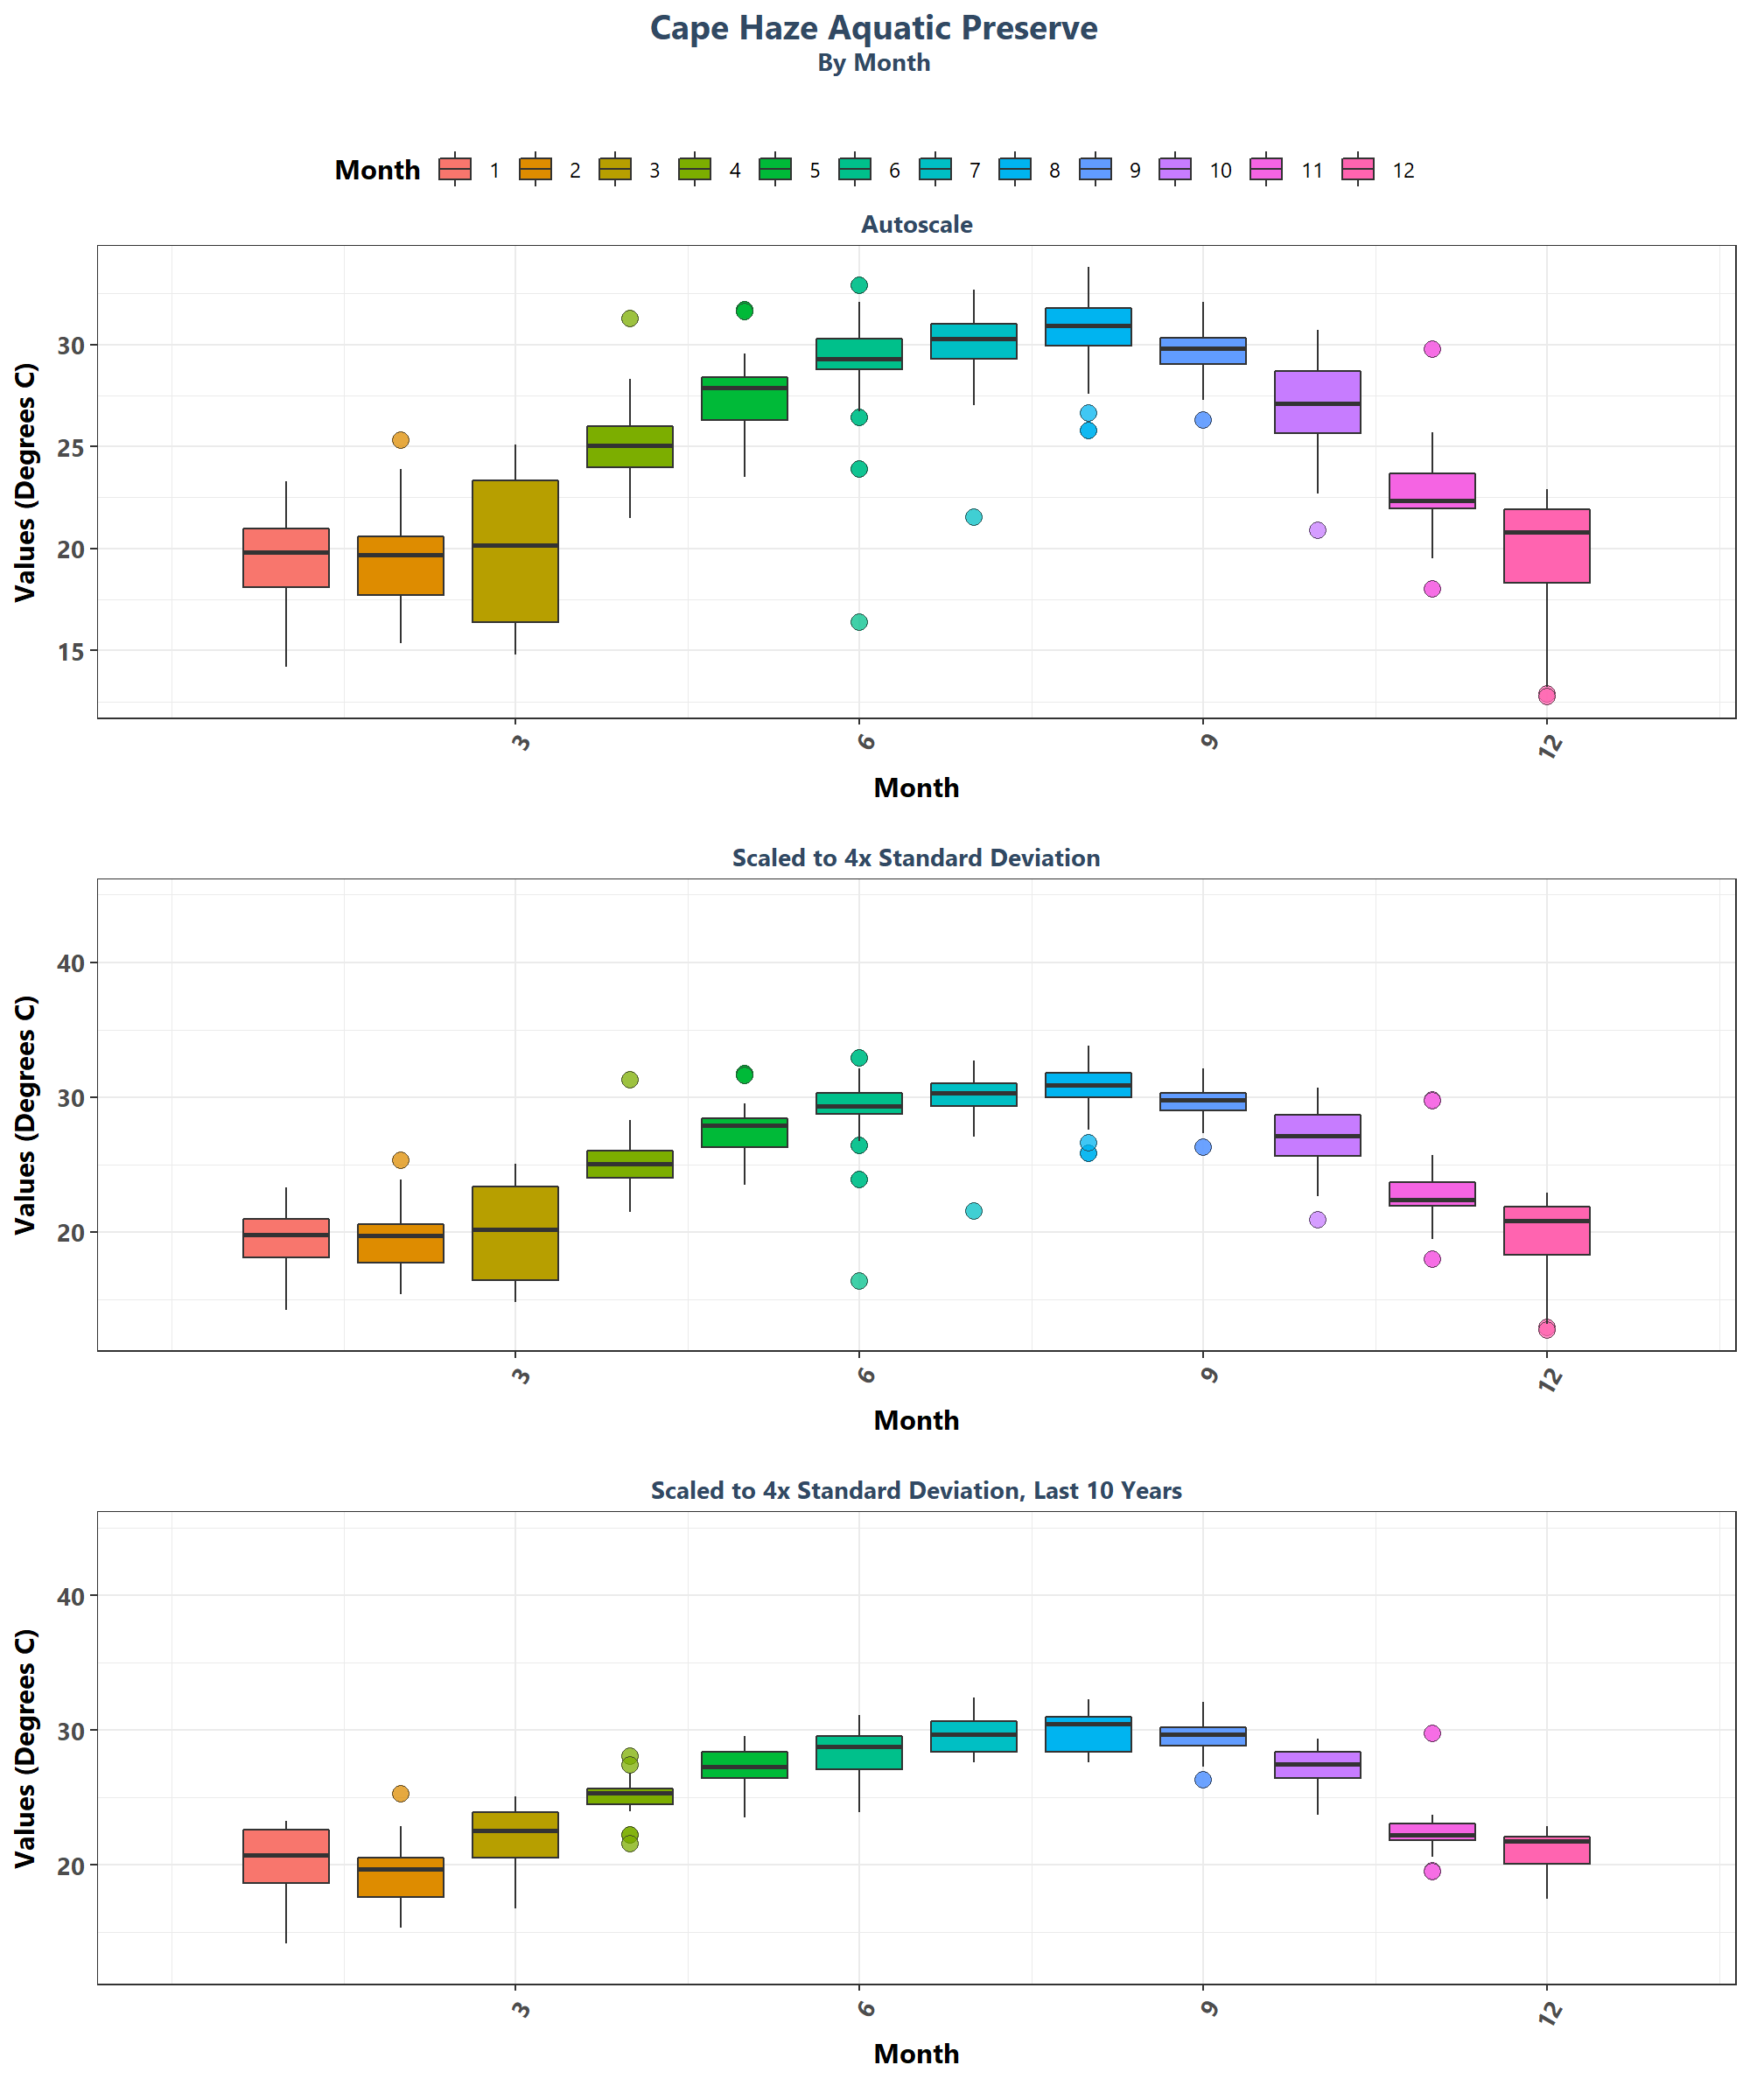 Cape Haze Aquatic Preserve
By Month
Month 1 2 3 4 5 6 7 8 9 10 11 12
Autoscale
Values (Degrees C)
30
25
20
15
3 6 9 12
Month
Scaled to 4x Standard Deviation
Values (Degrees C)
40
30
20
3 6 9 12
Month
Scaled to 4x Standard Deviation, Last 10 Years
Values (Degrees C)
40
30
20
3 6 9 12
Month